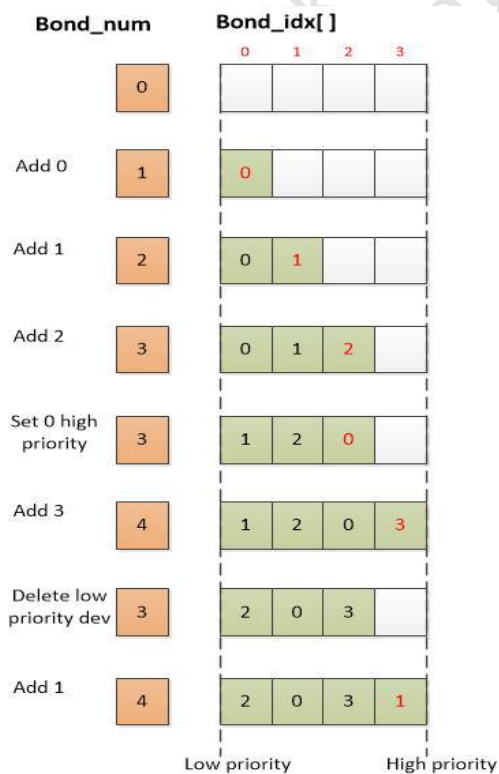 Bond_num Bond_idx[ ]
0 1 2 3
0
Add 0 1 0
Add 1 2 0 1
Add 2 3 0 1 2
Set 0 high
priority 3 1 2 0
Add 3 4 1 2 0 3
Delete low
priority dev 3 2 0 3
Add 1 4 2 0 3 1
Low priority High priority